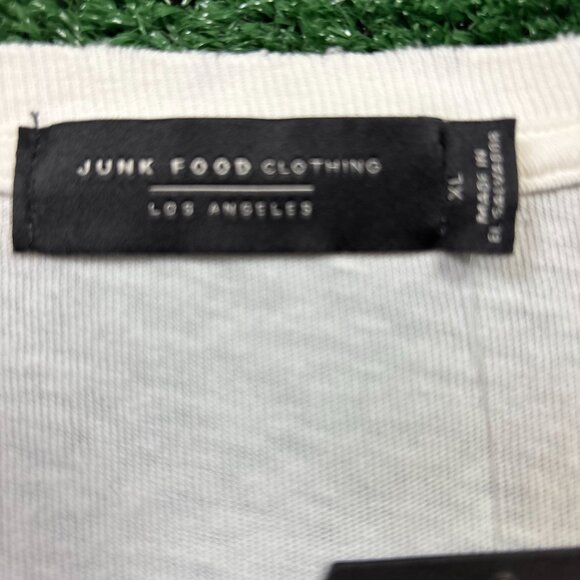 JUNK FOOD CLOTHING
LOS ANGELES
XL
MADE IN
EL SALVADOR